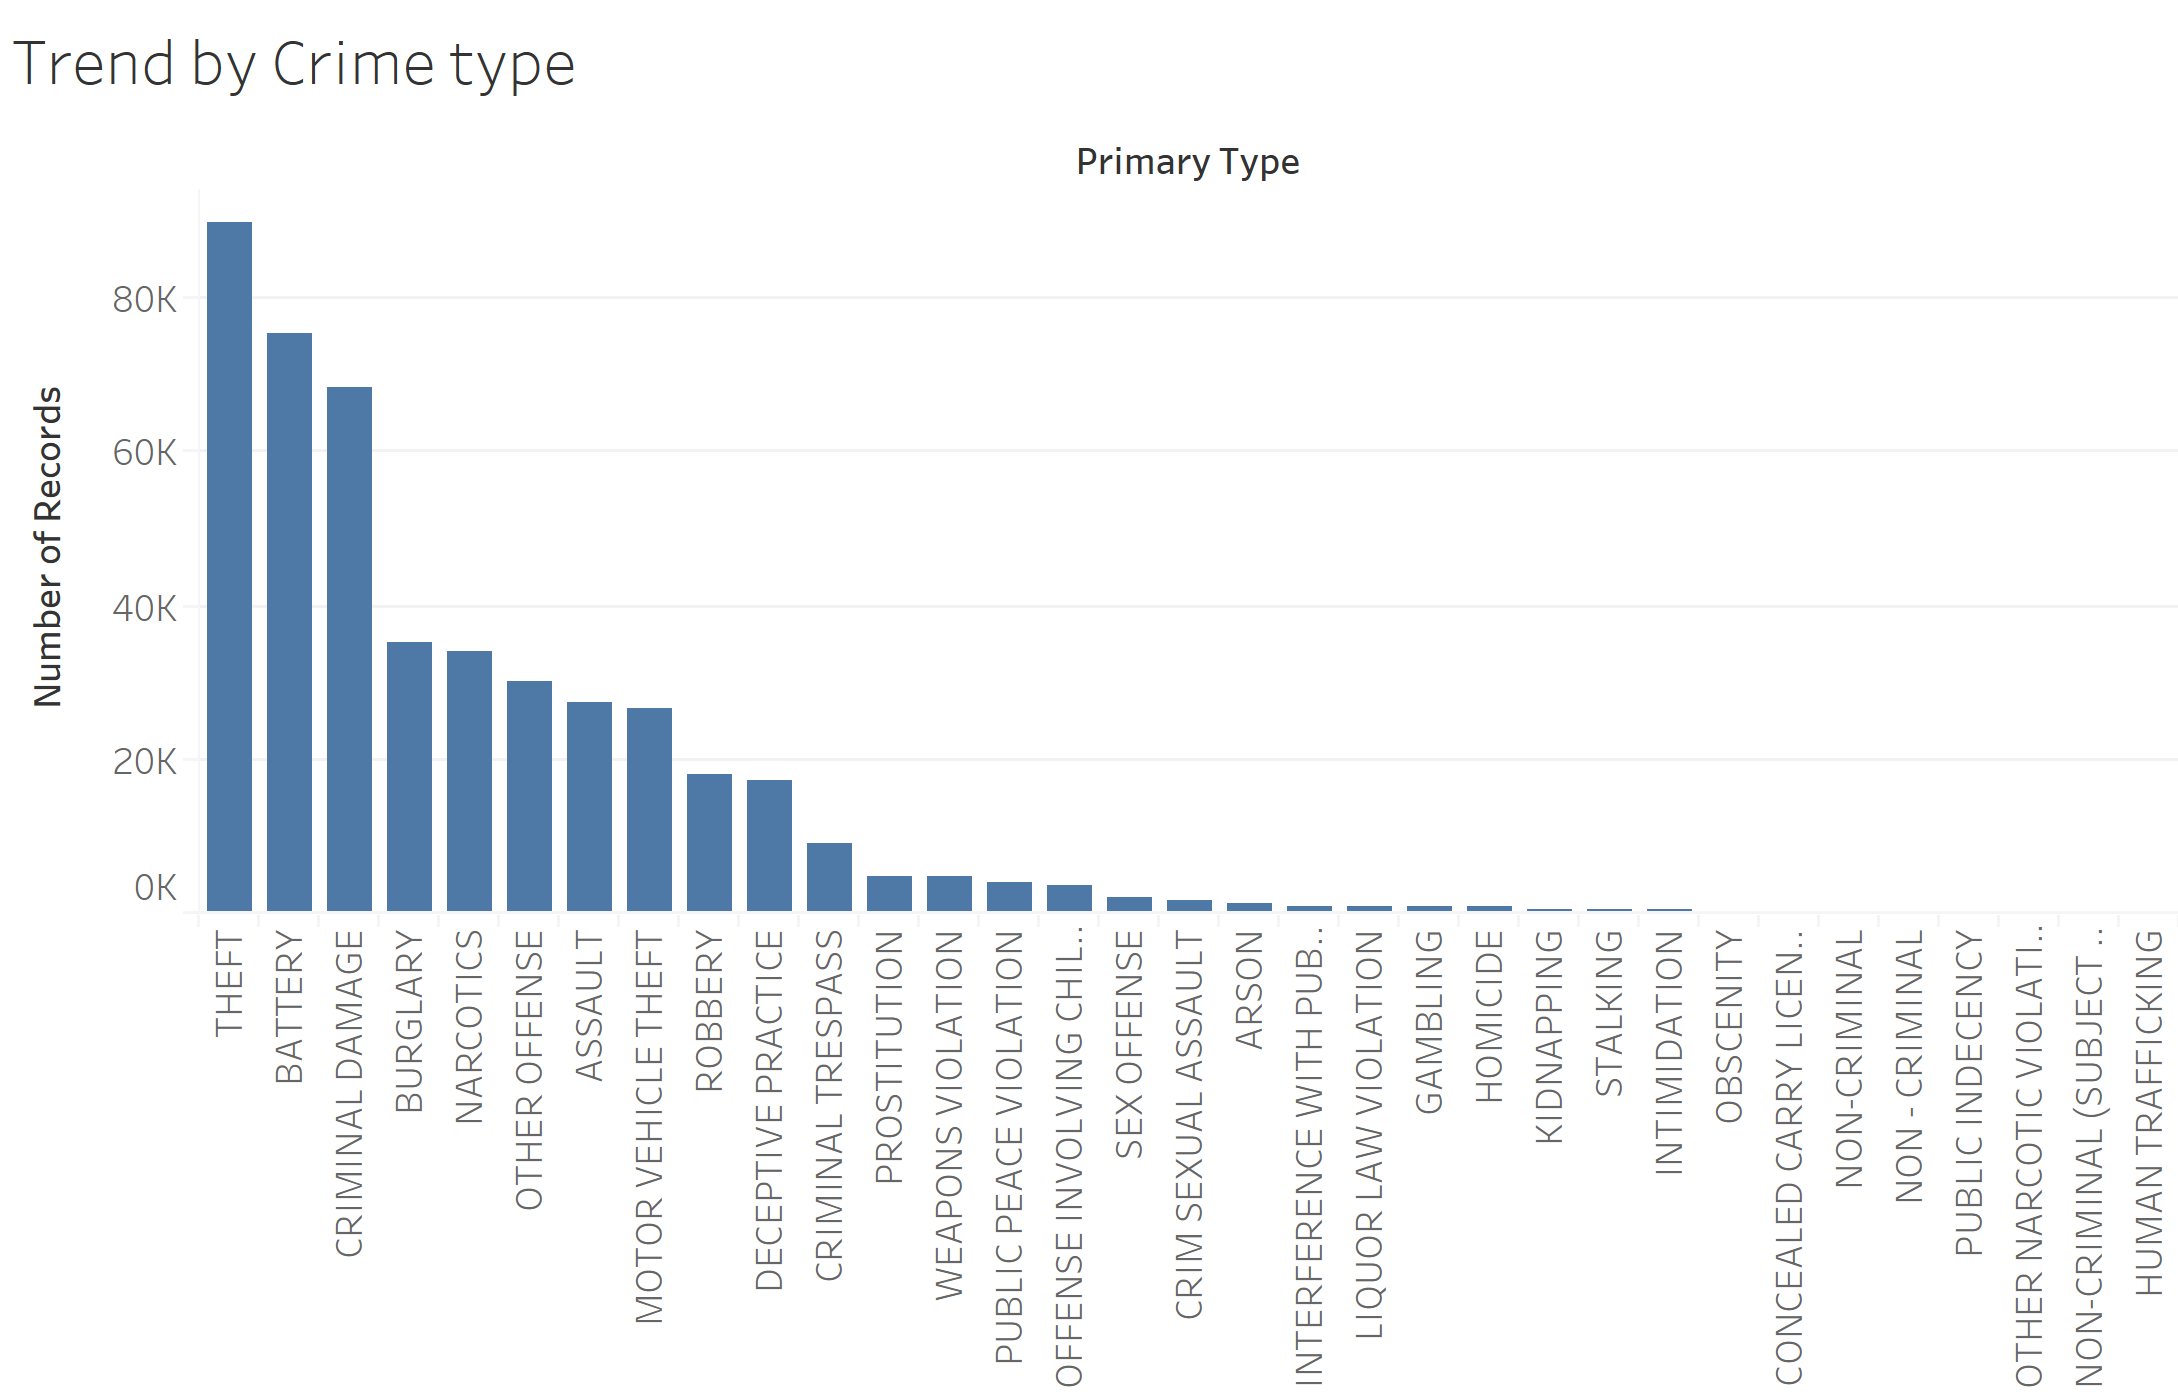 Trend by Crime type
Primary Type
Number of Records
80K
60K
40K
20K
0K
THEFT
BATTERY
CRIMINAL DAMAGE
BURGLARY
NARCOTICS
OTHER OFFENSE
ASSAULT
MOTOR VEHICLE THEFT
ROBBERY
DECEPTIVE PRACTICE
CRIMINAL TRESPASS
PROSTITUTION
WEAPONS VIOLATION
PUBLIC PEACE VIOLATION
OFFENSE INVOLVING CHIL..
SEX OFFENSE
CRIM SEXUAL ASSAULT
ARSON
INTERFERENCE WITH PUB..
LIQUOR LAW VIOLATION
GAMBLING
HOMICIDE
KIDNAPPING
STALKING
INTIMIDATION
OBSCENITY
CONCEALED CARRY LICEN..
NON-CRIMINAL
NON - CRIMINAL
PUBLIC INDECENCY
OTHER NARCOTIC VIOLATI..
NON-CRIMINAL (SUBJECT ..
HUMAN TRAFFICKING